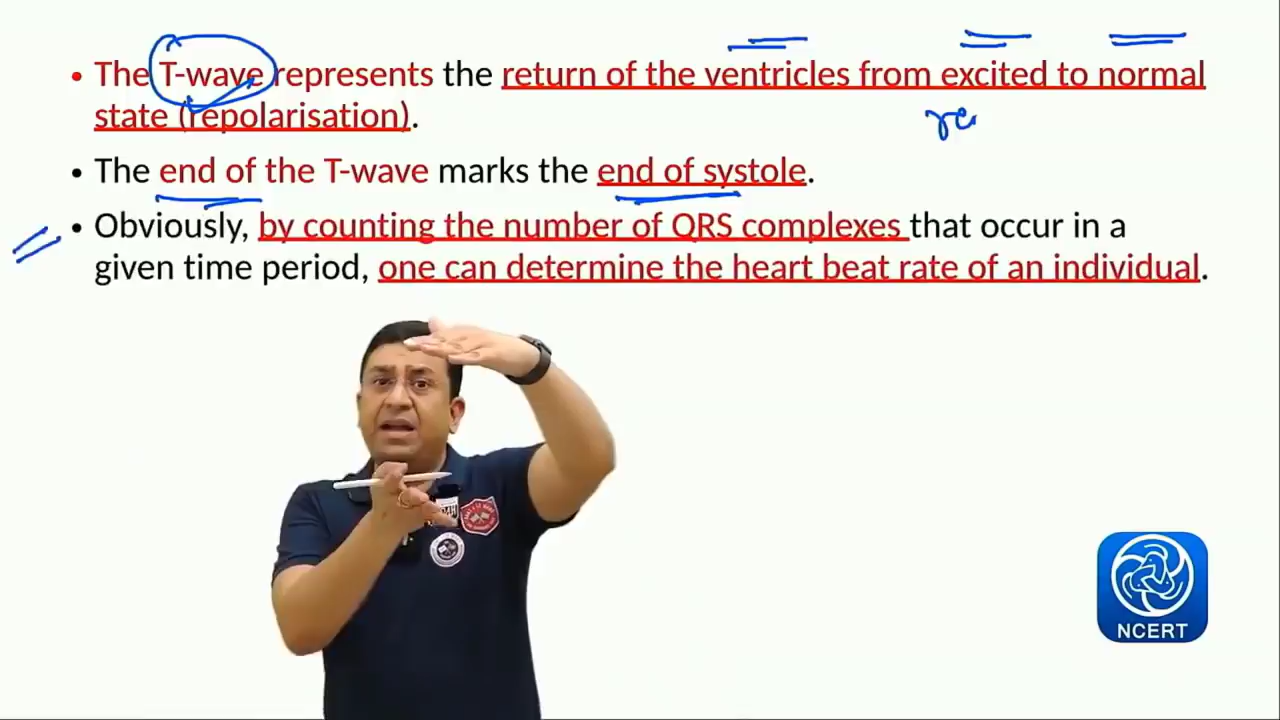 • The T-wave represents the return of the ventricles from excited to normal
state (repolarisation).
re
• The end of the T-wave marks the end of systole.
• Obviously, by counting the number of QRS complexes that occur in a
given time period, one can determine the heart beat rate of an individual.
NCERT